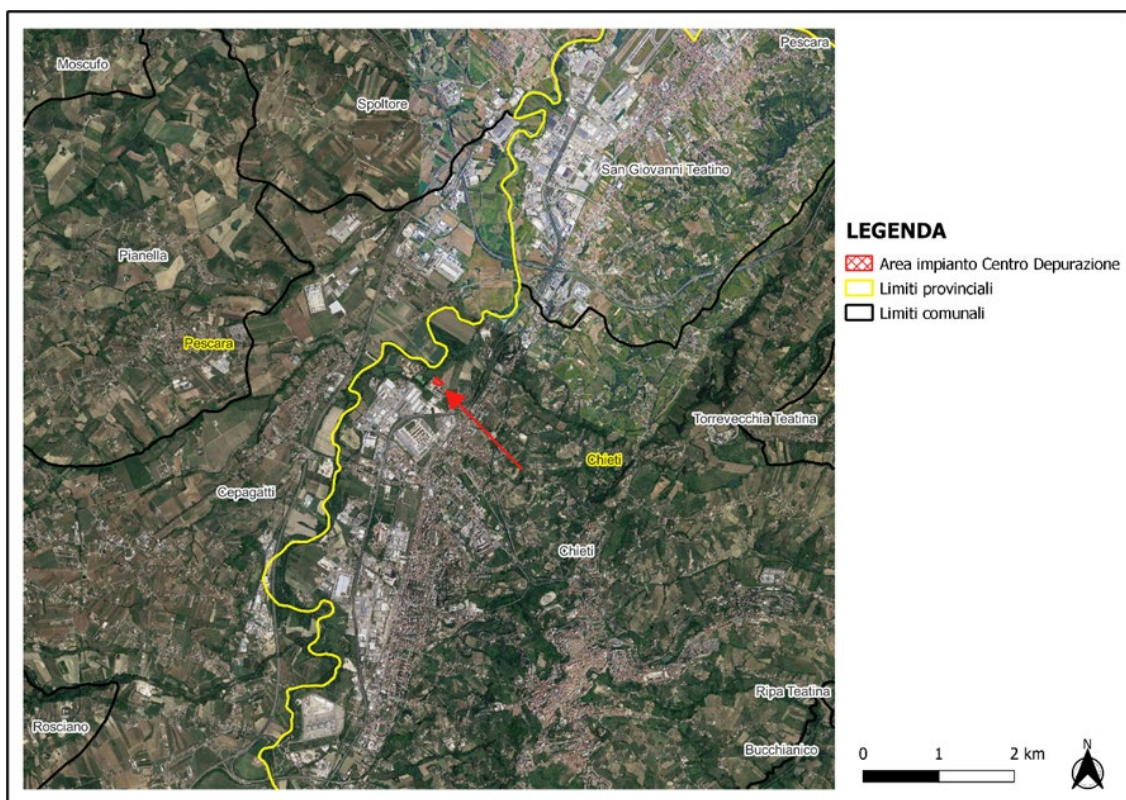 Pescara
Moscufo
Spoltore
San Giovanni Teatino
Pianella
Pescara
Torrevecchia Teatina
Chieti
Cepagatti
Chieti
Ripa Teatina
Rosciano
Bucchianico
LEGENDA
Area impianto Centro Depurazione
Limiti provinciali
Limiti comunali
0 1 2 km
N